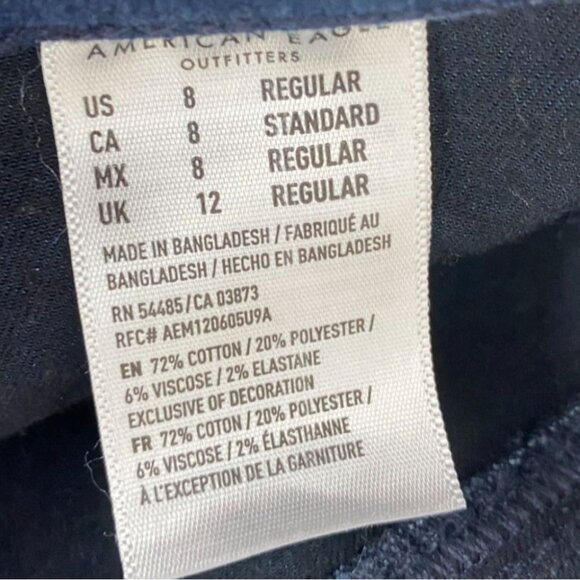 AMERICAN EAGLE
OUTFITTERS
US 8 REGULAR
CA 8 STANDARD
MX 8 REGULAR
UK 12 REGULAR
MADE IN BANGLADESH / FABRIQUÉ AU
BANGLADESH / HECHO EN BANGLADESH
RN 54485/CA 03873
RFC# AEM120605U9A
EN 72% COTTON / 20% POLYESTER /
6% VISCOSE / 2% ELASTANE
EXCLUSIVE OF DECORATION
FR 72% COTON / 20% POLYESTER /
6% VISCOSE / 2% ÉLASTHANNE
À L'EXCEPTION DE LA GARNITURE